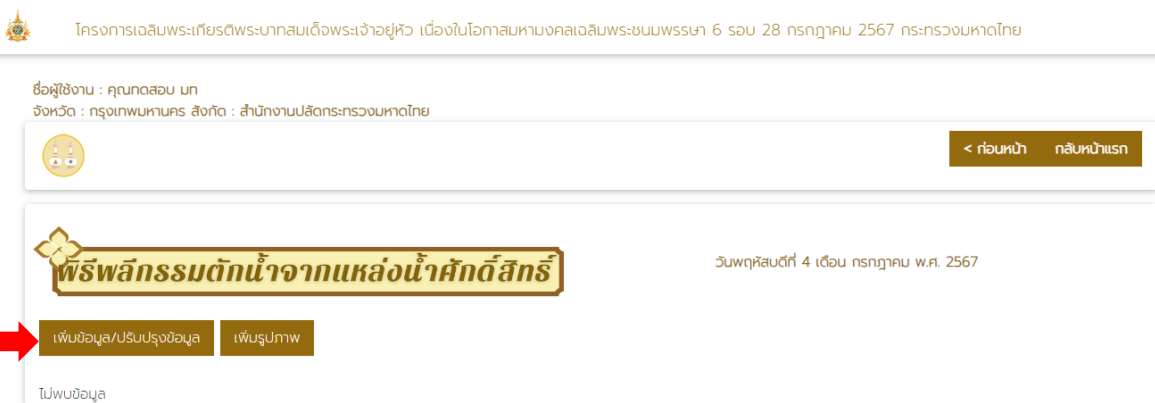 โครงการเฉลิมพระเกียรติพระบาทสมเด็จพระเจ้าอยู่หัว เนื่องในโอกาสมหามงคลเฉลิมพระชนมพรรษา 6 รอบ 28 กรกฎาคม 2567 กระทรวงมหาดไทย
ชื่อผู้ใช้งาน : คุณทดสอบ มท
จังหวัด : กรุงเทพมหานคร สังกัด : สำนักงานปลัดกระทรวงมหาดไทย
< ก่อนหน้า กลับหน้าแรก
พิธีพลีกรรมตักน้ำจากแหล่งน้ำศักดิ์สิทธิ์
วันพฤหัสบดีที่ 4 เดือน กรกฎาคม พ.ศ. 2567
เพิ่มข้อมูล/ปรับปรุงข้อมูล เพิ่มรูปภาพ
ไม่พบข้อมูล